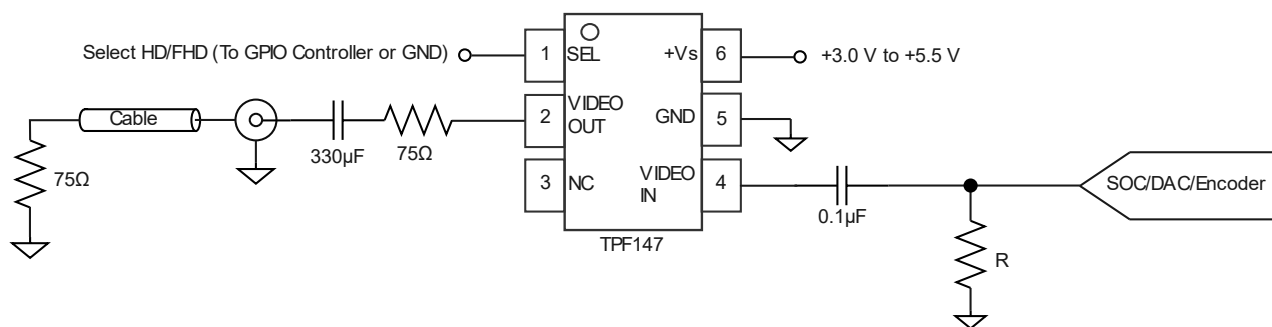 Select HD/FHD (To GPIO Controller or GND)
1
SEL
+Vs
6
+3.0 V to +5.5 V
Cable
330µF
75Ω
2
VIDEO
OUT
GND
5
75Ω
3
NC
VIDEO
IN
4
0.1µF
SOC/DAC/Encoder
R
TPF147